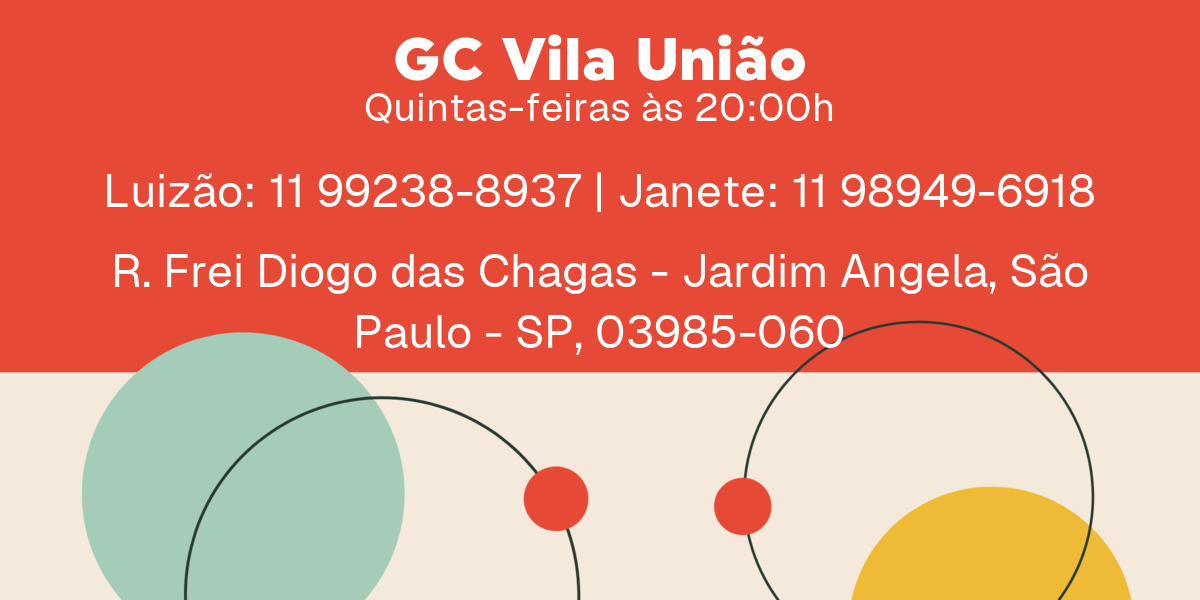 GC Vila União
Quintas-feiras às 20:00h
Luizão: 11 99238-8937 | Janete: 11 98949-6918
R. Frei Diogo das Chagas - Jardim Angela, São
Paulo - SP, 03985-060